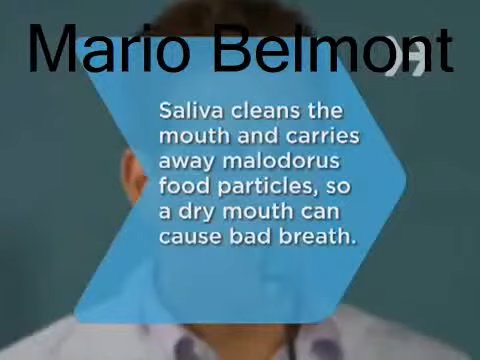 Mario Belmont
Saliva cleans the
mouth and carries
away malodorus
food particles, so
a dry mouth can
cause bad breath.